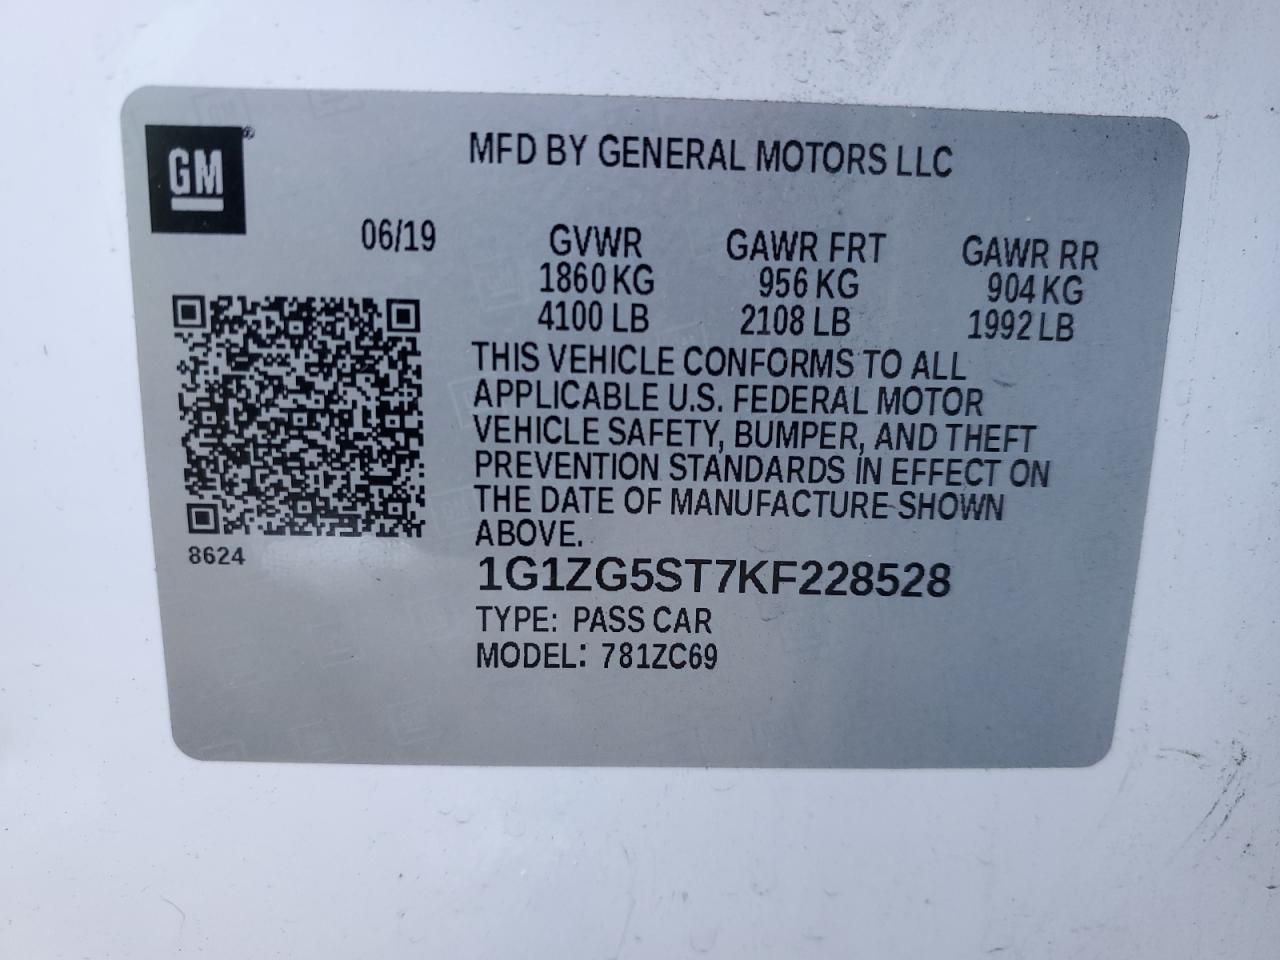 GM®
MFD BY GENERAL MOTORS LLC
06/19 GVWR GAWR FRT GAWR RR
1860 KG 956 KG 904 KG
4100 LB 2108 LB 1992 LB
THIS VEHICLE CONFORMS TO ALL
APPLICABLE U.S. FEDERAL MOTOR
VEHICLE SAFETY, BUMPER, AND THEFT
PREVENTION STANDARDS IN EFFECT ON
THE DATE OF MANUFACTURE SHOWN
ABOVE.
8624
1G1ZG5ST7KF228528
TYPE: PASS CAR
MODEL: 781ZC69